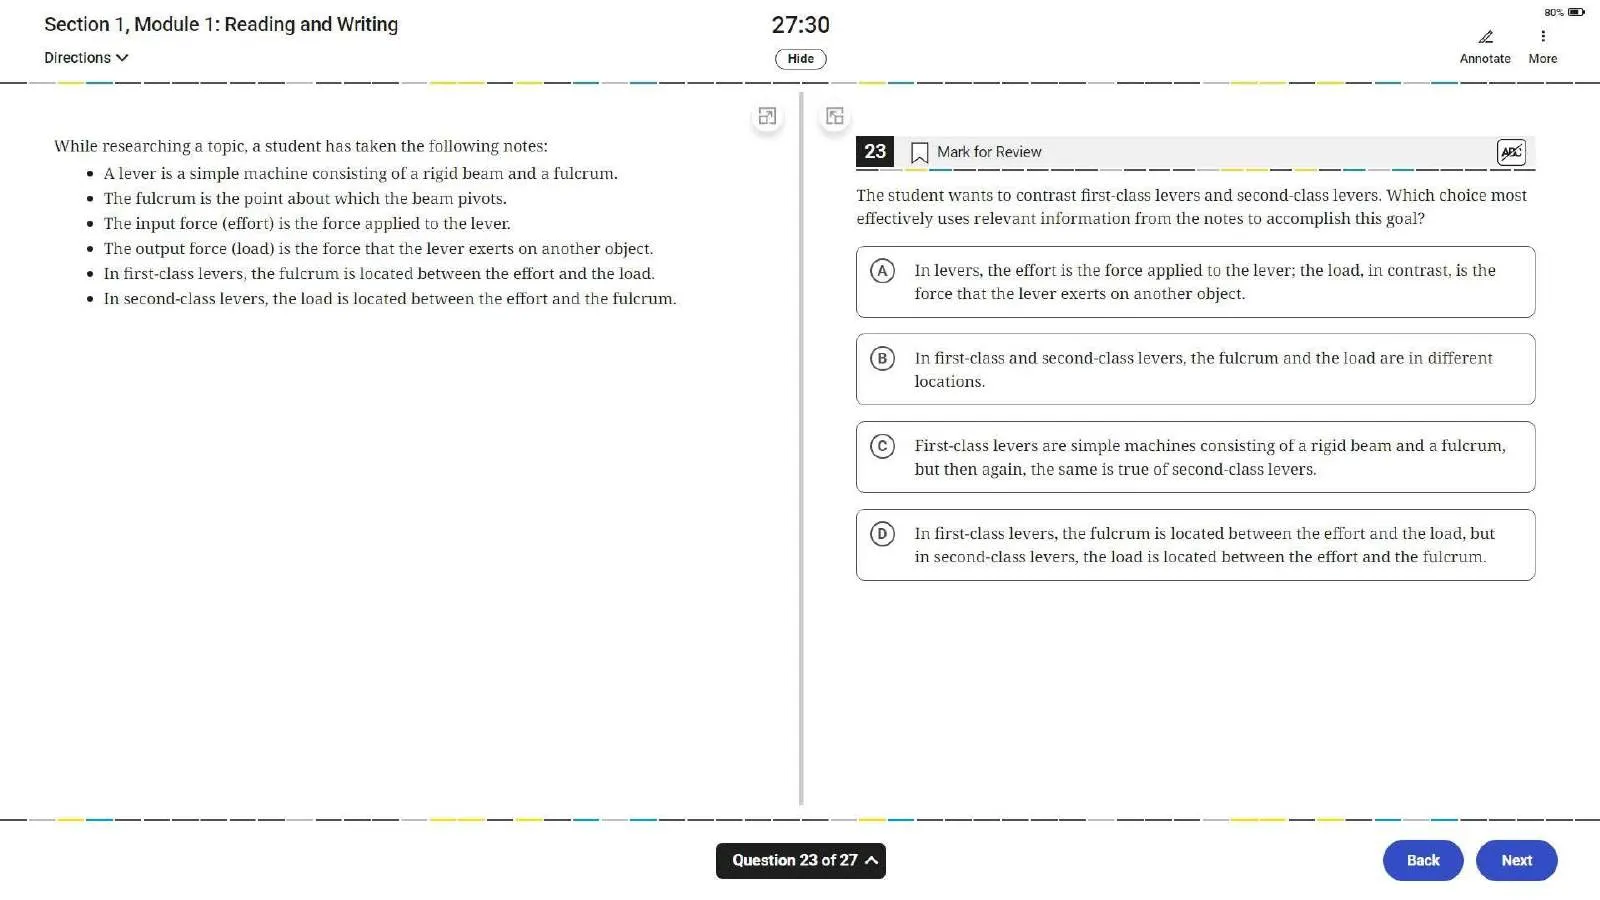 Section 1, Module 1: Reading and Writing
Directions
27:30
Hide
80%
Annotate
More
While researching a topic, a student has taken the following notes:
• A lever is a simple machine consisting of a rigid beam and a fulcrum.
• The fulcrum is the point about which the beam pivots.
• The input force (effort) is the force applied to the lever.
• The output force (load) is the force that the lever exerts on another object.
• In first-class levers, the fulcrum is located between the effort and the load.
• In second-class levers, the load is located between the effort and the fulcrum.
23 Mark for Review
ABC
The student wants to contrast first-class levers and second-class levers. Which choice most
effectively uses relevant information from the notes to accomplish this goal?
A In levers, the effort is the force applied to the lever; the load, in contrast, is the
force that the lever exerts on another object.
B In first-class and second-class levers, the fulcrum and the load are in different
locations.
C First-class levers are simple machines consisting of a rigid beam and a fulcrum,
but then again, the same is true of second-class levers.
D In first-class levers, the fulcrum is located between the effort and the load, but
in second-class levers, the load is located between the effort and the fulcrum.
Question 23 of 27
Back
Next